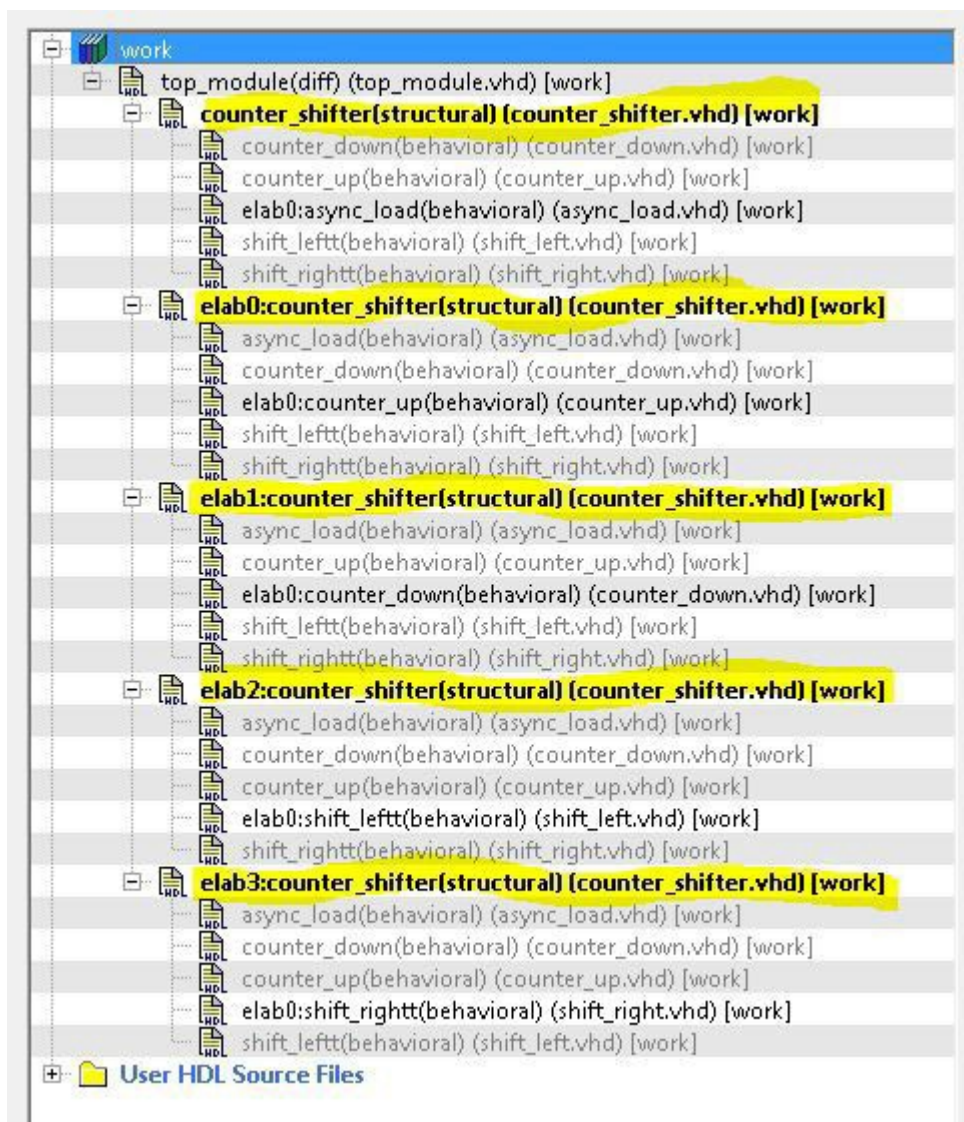 work
top_module(diff) (top_module.vhd) [work]
counter_shifter(structural) (counter_shifter.vhd) [work]
counter_down(behavioral) (counter_down.vhd) [work]
counter_up(behavioral) (counter_up.vhd) [work]
elab0:async_load(behavioral) (async_load.vhd) [work]
shift_leftt(behavioral) (shift_left.vhd) [work]
shift_rightt(behavioral) (shift_right.vhd) [work]
elab0:counter_shifter(structural) (counter_shifter.vhd) [work]
async_load(behavioral) (async_load.vhd) [work]
counter_down(behavioral) (counter_down.vhd) [work]
elab0:counter_up(behavioral) (counter_up.vhd) [work]
shift_leftt(behavioral) (shift_left.vhd) [work]
shift_rightt(behavioral) (shift_right.vhd) [work]
elab1:counter_shifter(structural) (counter_shifter.vhd) [work]
async_load(behavioral) (async_load.vhd) [work]
counter_up(behavioral) (counter_up.vhd) [work]
elab0:counter_down(behavioral) (counter_down.vhd) [work]
shift_leftt(behavioral) (shift_left.vhd) [work]
shift_rightt(behavioral) (shift_right.vhd) [work]
elab2:counter_shifter(structural) (counter_shifter.vhd) [work]
async_load(behavioral) (async_load.vhd) [work]
counter_down(behavioral) (counter_down.vhd) [work]
counter_up(behavioral) (counter_up.vhd) [work]
elab0:shift_leftt(behavioral) (shift_left.vhd) [work]
shift_rightt(behavioral) (shift_right.vhd) [work]
elab3:counter_shifter(structural) (counter_shifter.vhd) [work]
async_load(behavioral) (async_load.vhd) [work]
counter_down(behavioral) (counter_down.vhd) [work]
counter_up(behavioral) (counter_up.vhd) [work]
elab0:shift_rightt(behavioral) (shift_right.vhd) [work]
shift_leftt(behavioral) (shift_left.vhd) [work]
User HDL Source Files